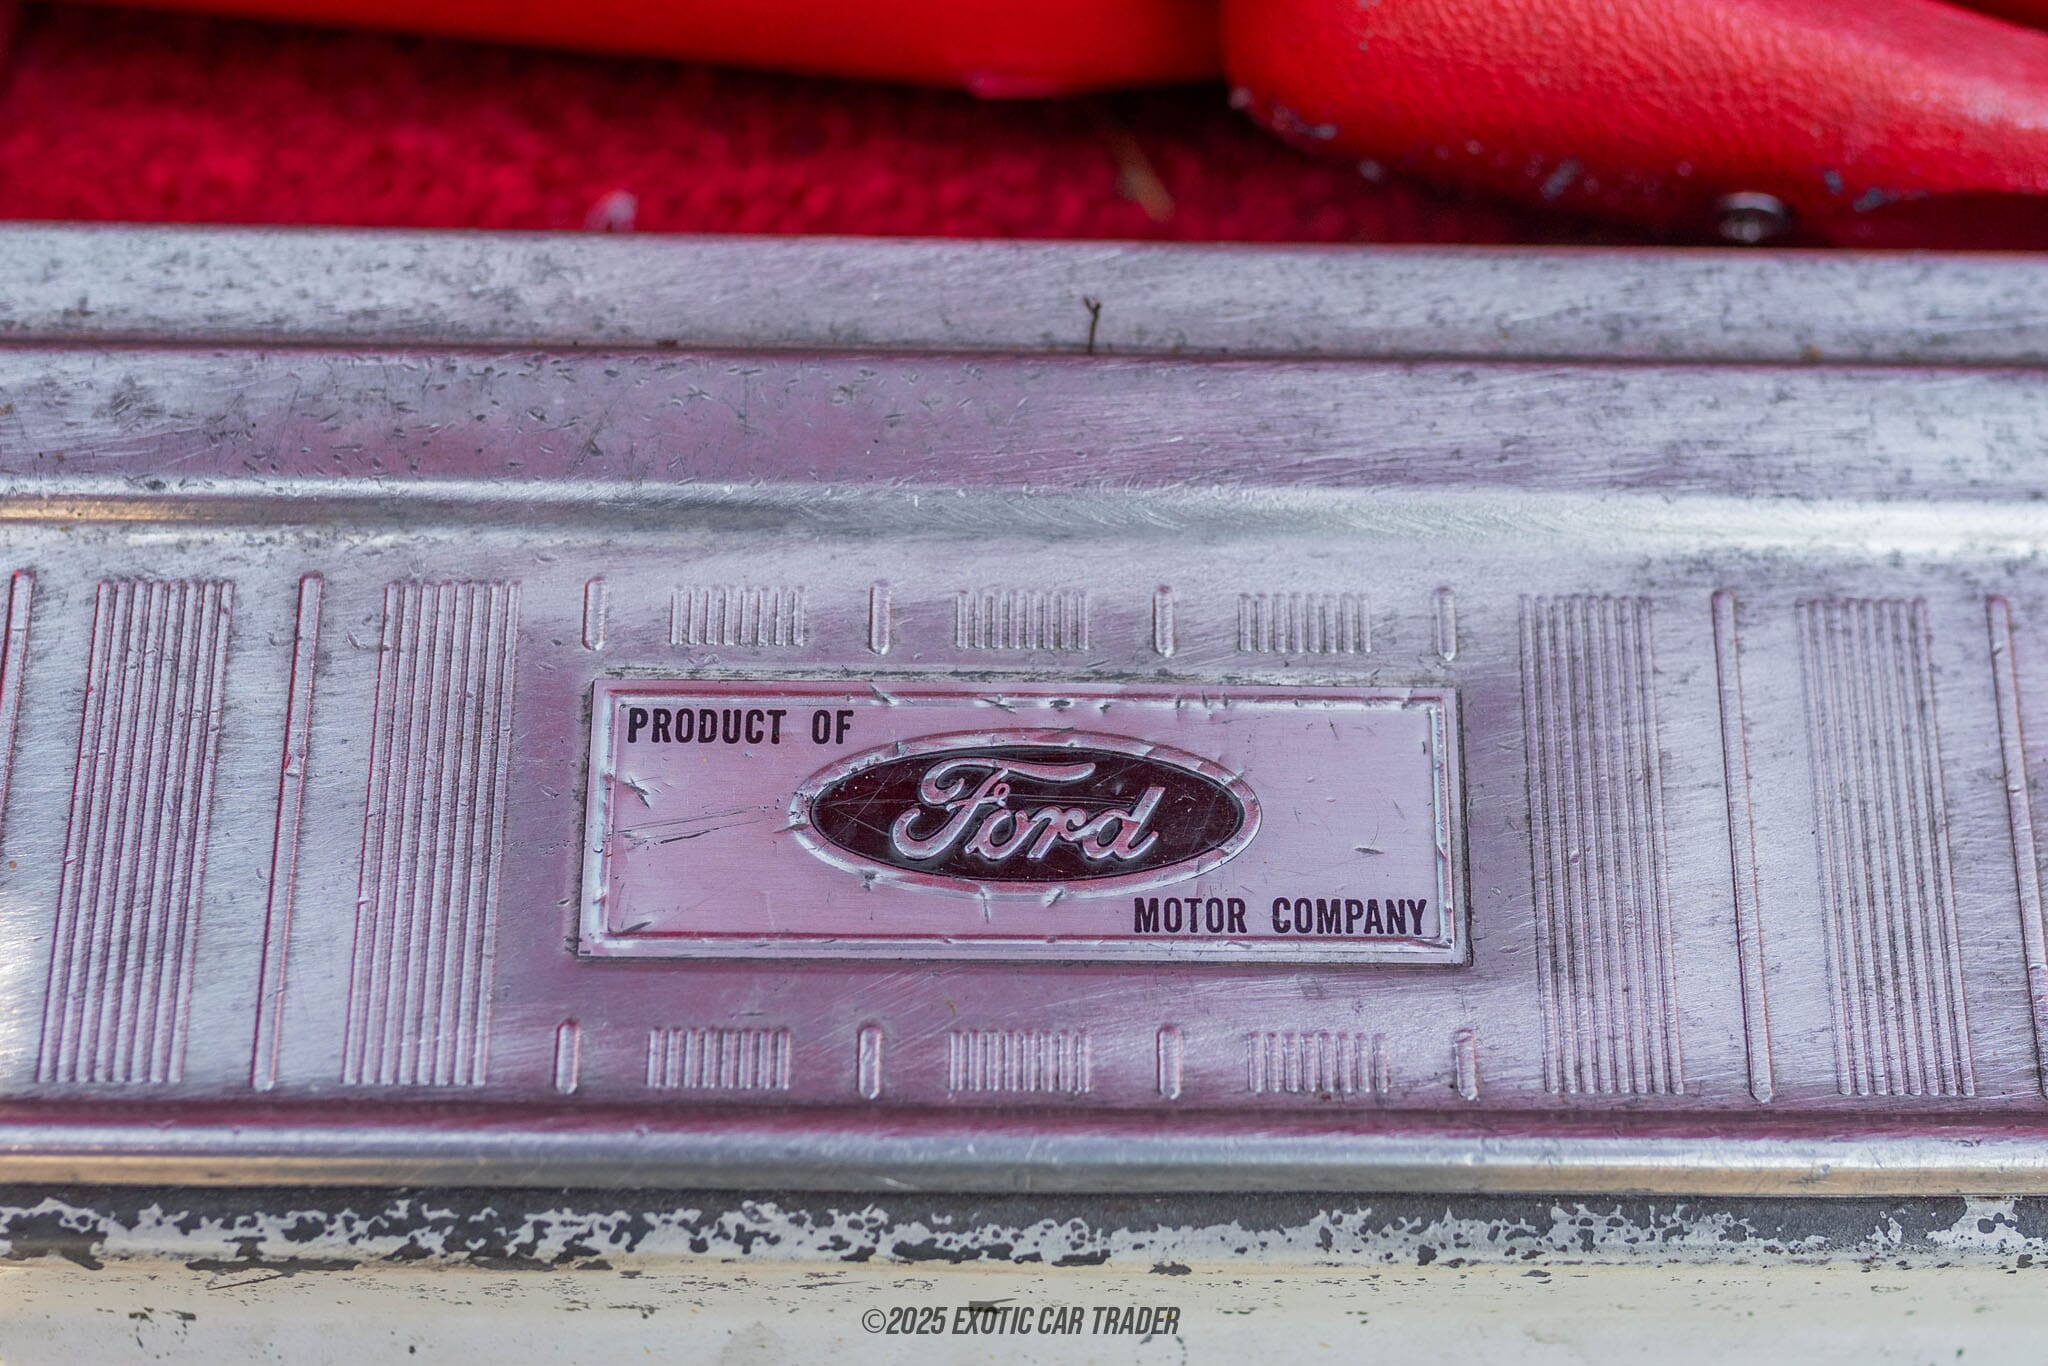 PRODUCT OF
Ford
MOTOR COMPANY
©2025 EXOTIC CAR TRADER